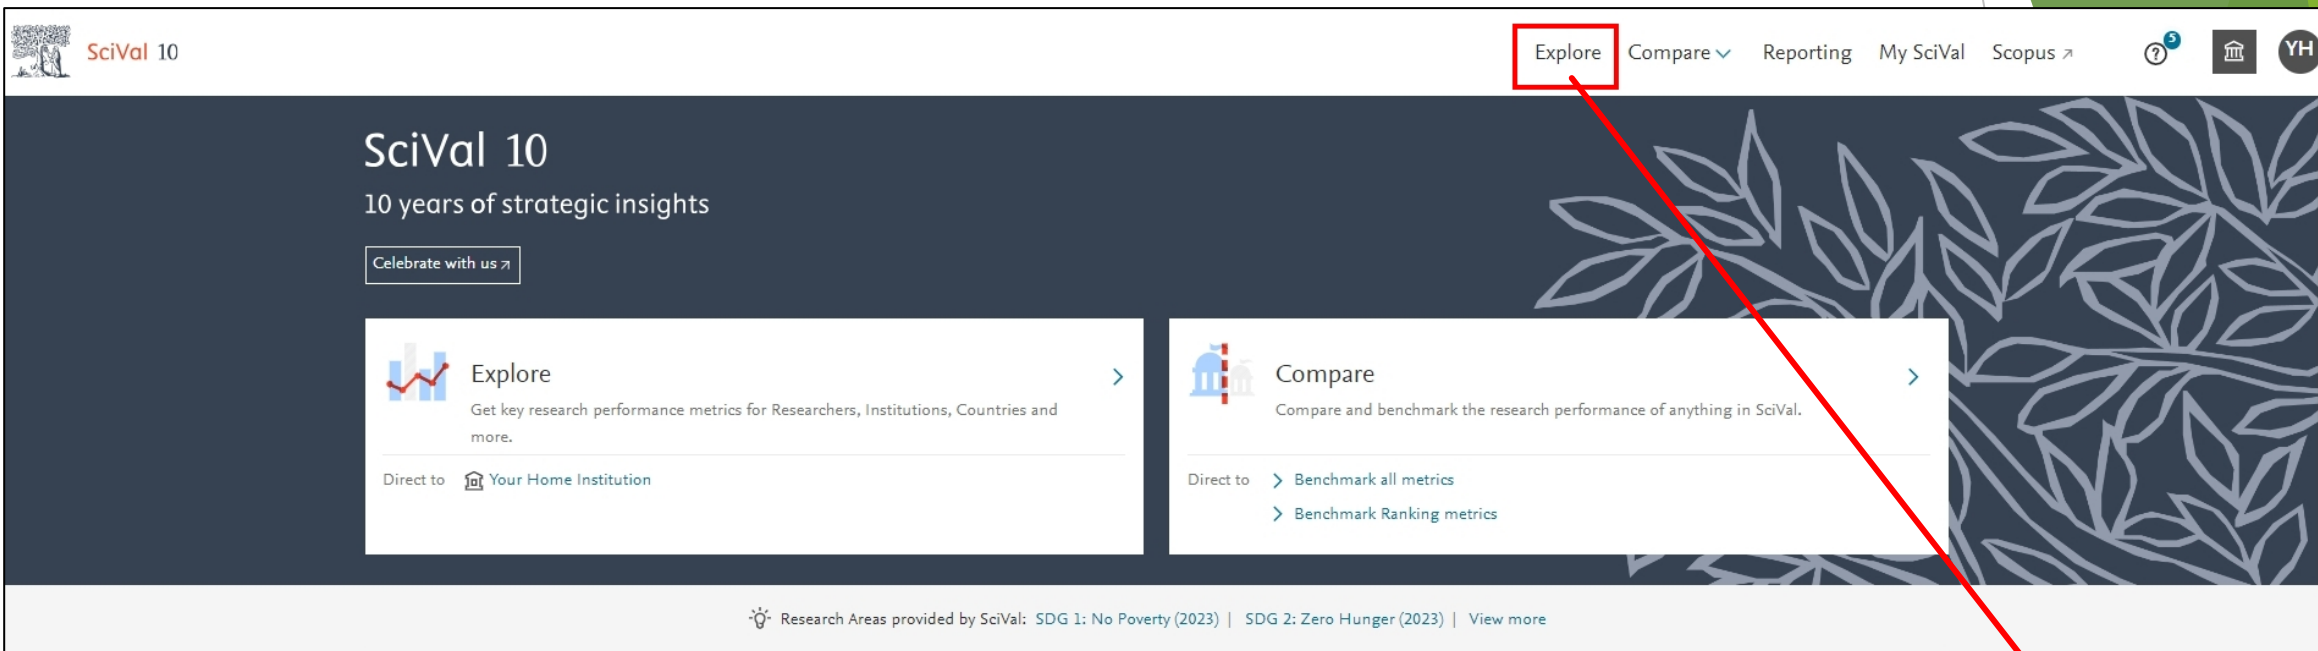 SciVal 10
Explore Compare Reporting My SciVal Scopus 5 YH
SciVal 10
10 years of strategic insights
Celebrate with us
Explore
Get key research performance metrics for Researchers, Institutions, Countries and
more.
Direct to Your Home Institution
Compare
Compare and benchmark the research performance of anything in SciVal.
Direct to Benchmark all metrics
Benchmark Ranking metrics
Research Areas provided by SciVal: SDG 1: No Poverty (2023) | SDG 2: Zero Hunger (2023) | View more